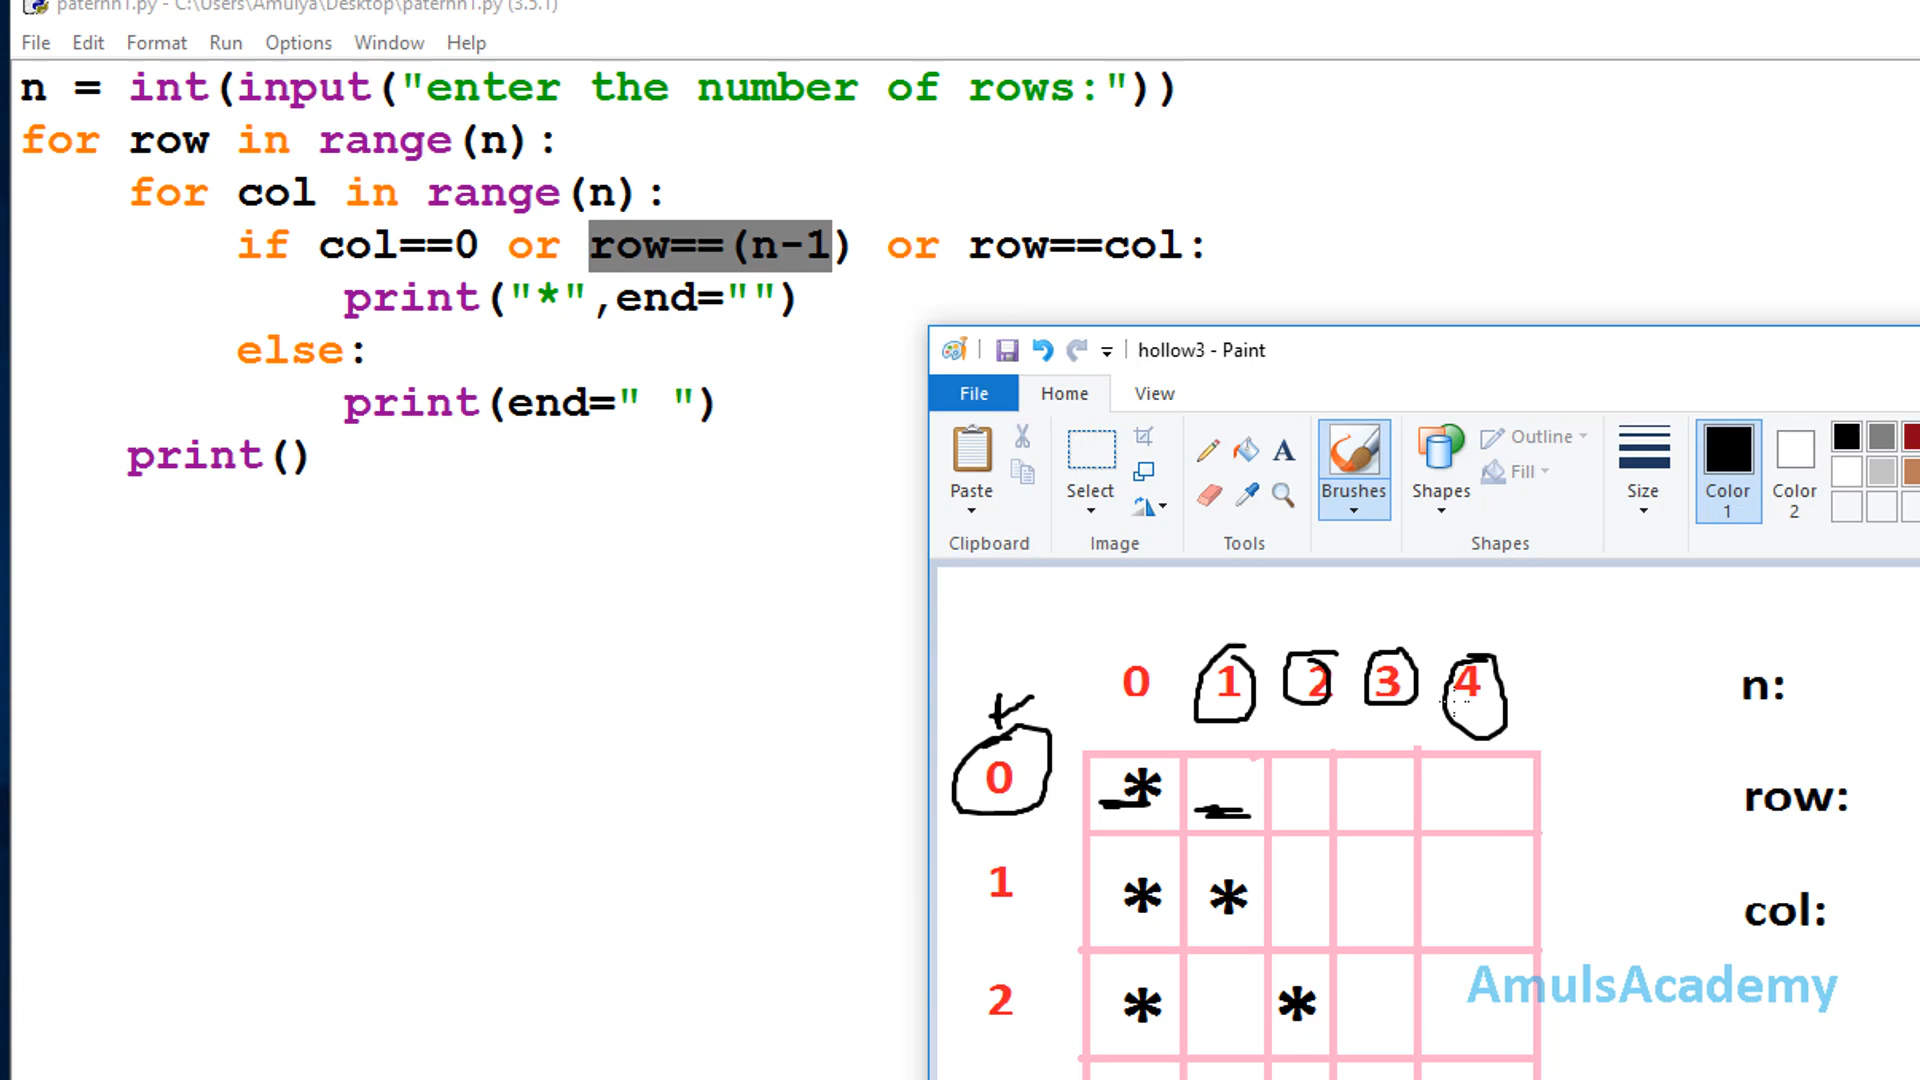 paternn1.py - C:\Users\Amulya\Desktop\paternn1.py (3.5.1)
File Edit Format Run Options Window Help
n = int(input("enter the number of rows:"))
for row in range(n):
for col in range(n):
if col==0 or row==(n-1) or row==col:
print("*",end="")
else:
print(end=" ")
print()
hollow3 - Paint
File Home View
Paste Select Brushes Shapes Outline Fill Size Color 1 Color 2
Clipboard Image Tools Shapes
0 1 2 3 4 n:
0 * row:
1 * * col:
2 * *
AmulsAcademy